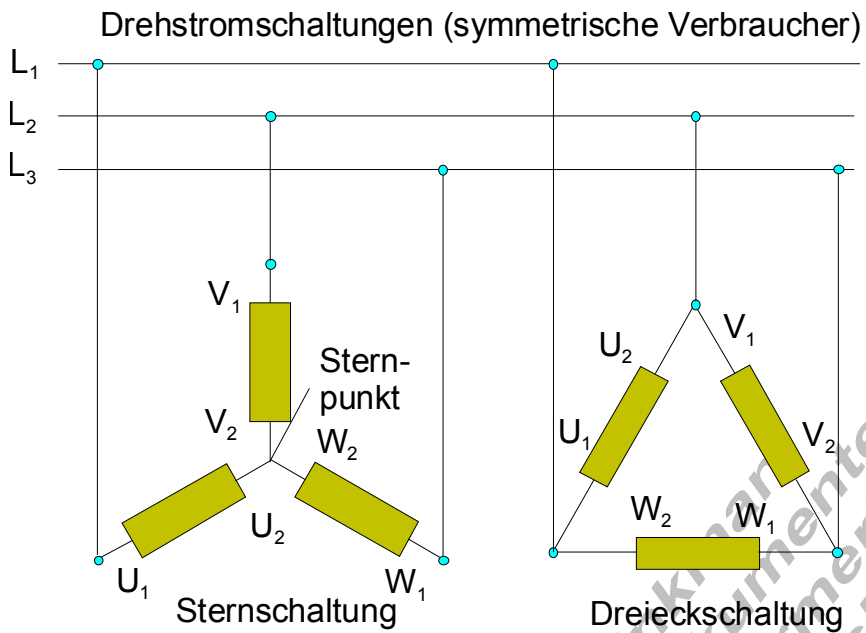 Drehstromschaltungen (symmetrische Verbraucher)
L₁
L₂
L₃
V₁
V₂
Stern-
punkt
W₂
U₂
U₁
W₁
Sternschaltung
U₂
V₁
U₁
V₂
W₂
W₁
Dreieckschaltung